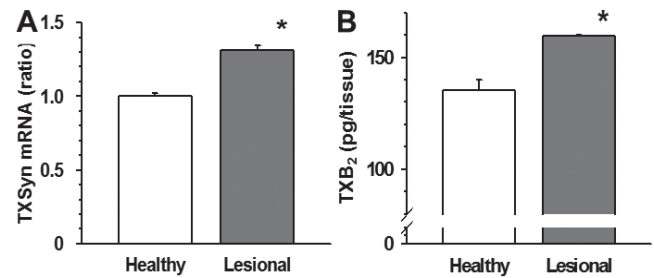 A
TXSyn mRNA (ratio)
1.5
1.0
0.5
0
*
Healthy
Lesional
B
TXB₂ (pg/tissue)
150
100
0
*
Healthy
Lesional